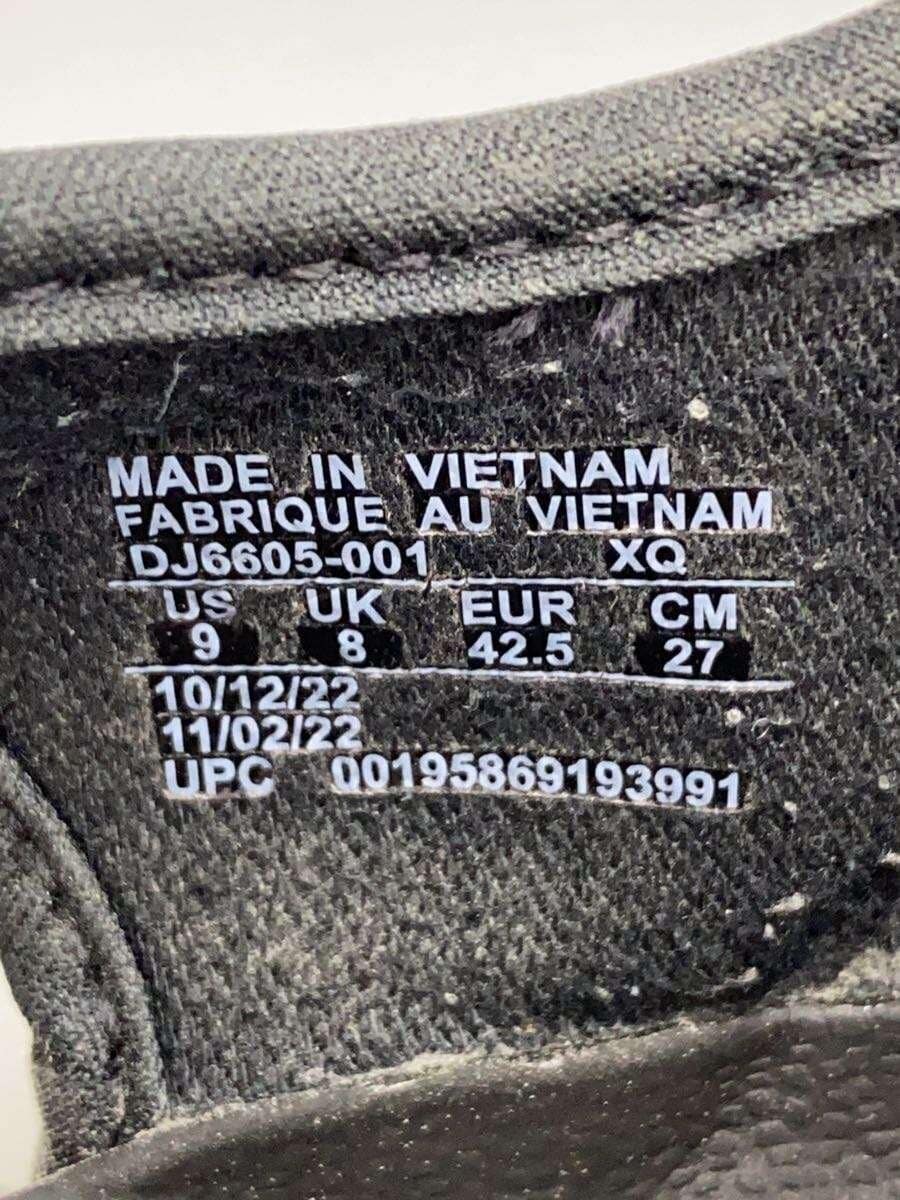 MADE IN VIETNAM
FABRIQUE AU VIETNAM
DJ6605-001 XQ
US UK EUR CM
9 8 42.5 27
10/12/22
11/02/22
UPC 00195869193991